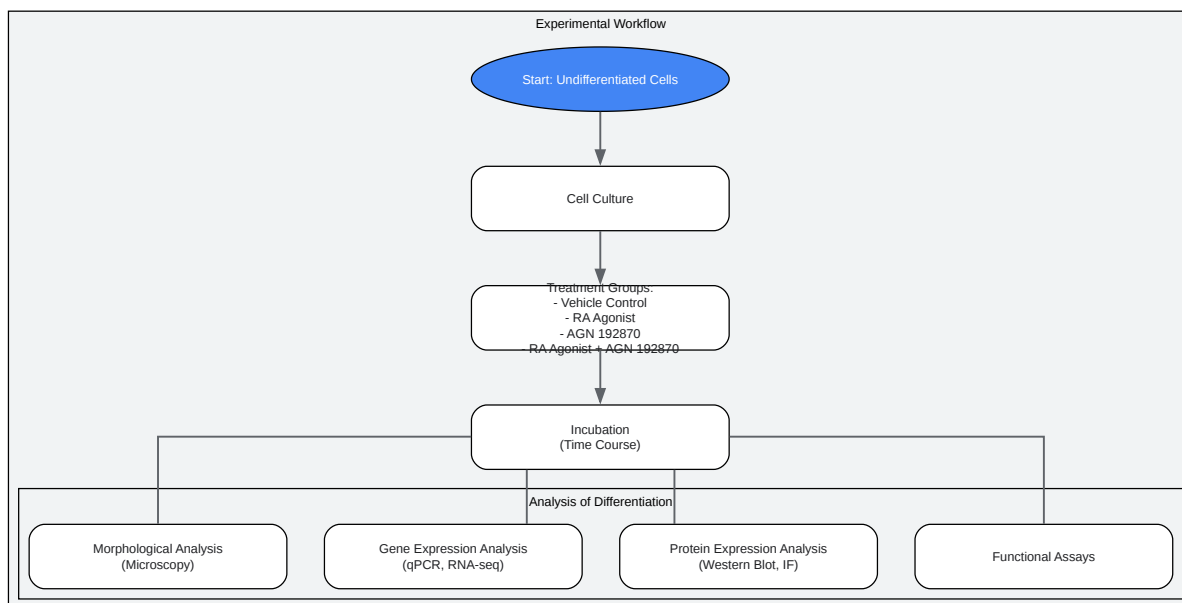 Experimental Workflow
Start: Undifferentiated Cells
Cell Culture
Treatment Groups:
- Vehicle Control
- RA Agonist
- AGN 192870
- RA Agonist + AGN 192870
Incubation
(Time Course)
Analysis of Differentiation
Morphological Analysis
(Microscopy)
Gene Expression Analysis
(qPCR, RNA-seq)
Protein Expression Analysis
(Western Blot, IF)
Functional Assays